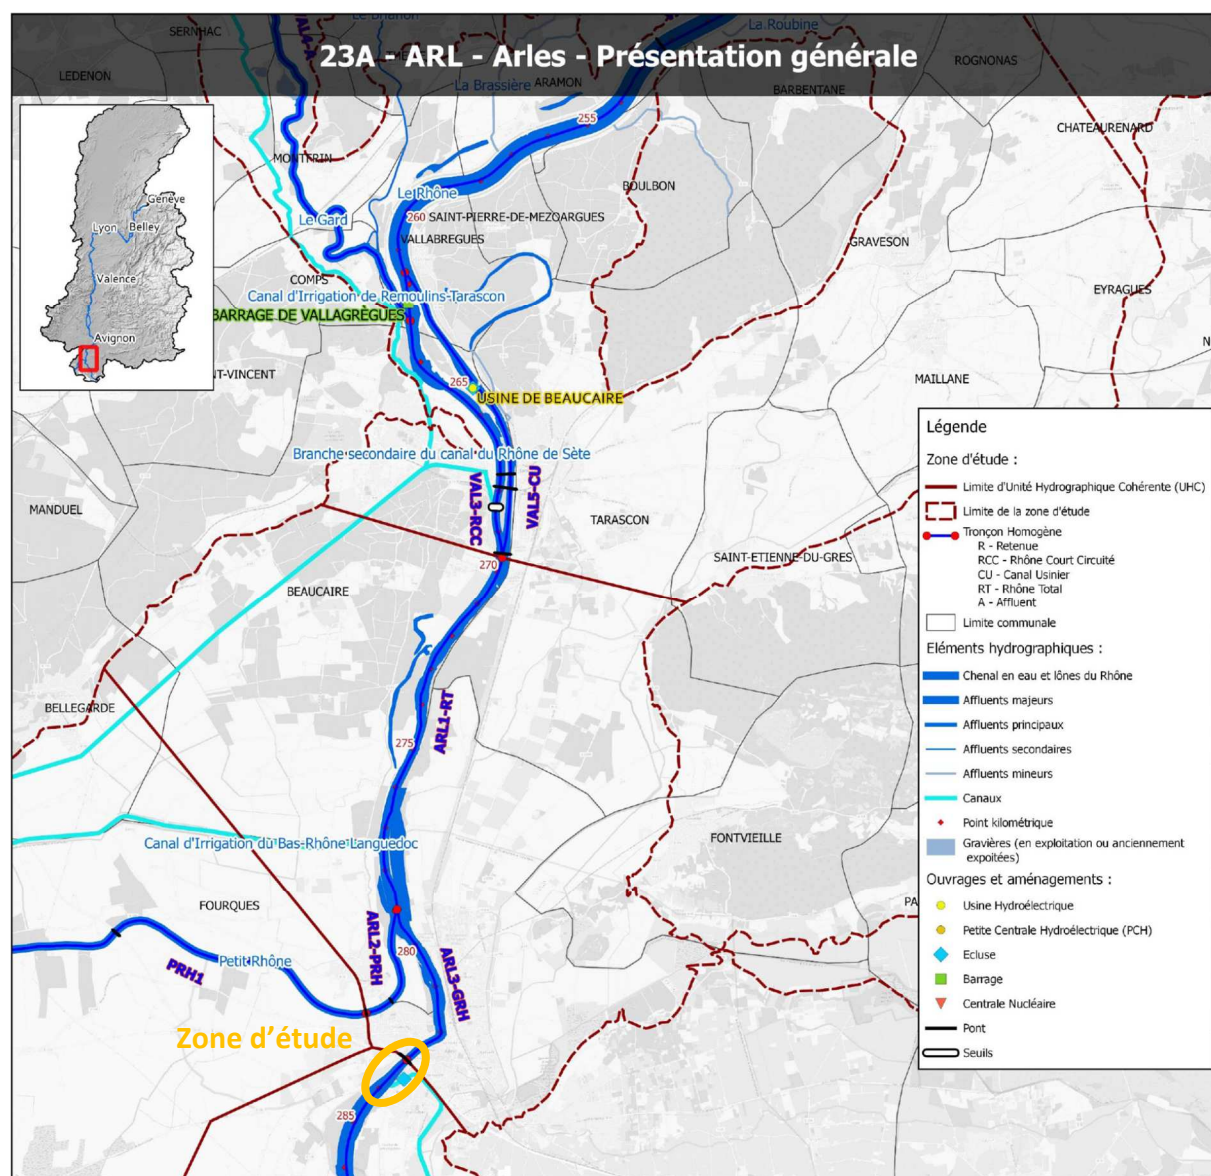 23A - ARL - Arles - Présentation générale
SERNHAC
Le Briançon
La Roubine
LEDENON
ROGNONAS
La Brassière
ARAMON
BARBENTANE
255
CHATEAURENARD
MONTFRIN
BOULBON
Genève
Lyon
Belley
Valence
Avignon
Le Rhône
Le Gard
260
SAINT-PIERRE-DE-MEZOARGUES
VALLABREGUES
GRAVESON
COMPS
EYRAGUES
Canal d'Irrigation de Remoulins-Tarascon
BARRAGE DE VALLAGRÈGUES
NT-VINCENT
265
MAILLANE
USINE DE BEAUCAIRE
Branche secondaire du canal du Rhône de Sète
VAL3-RCC
VAL5-CU
MANDUEL
TARASCON
SAINT-ETIENNE-DU-GRES
270
BEAUCAIRE
BELLEGARDE
ARL1-RT
275
Canal d'Irrigation du Bas-Rhône Languedoc
FONTVIEILLE
PA
FOURQUES
ARL2-PRH
280
ARL3-GRH
Petit Rhône
PRH1
Zone d'étude
285
Légende
Zone d'étude :
Limite d'Unité Hydrographique Cohérente (UHC)
Limite de la zone d'étude
Tronçon Homogène
R - Retenue
RCC - Rhône Court Circuité
CU - Canal Usinier
RT - Rhône Total
A - Affluent
Limite communale
Eléments hydrographiques :
Chenal en eau et lônes du Rhône
Affluents majeurs
Affluents principaux
Affluents secondaires
Affluents mineurs
Canaux
Point kilométrique
Gravières (en exploitation ou anciennement
expoitées)
Ouvrages et aménagements :
Usine Hydroélectrique
Petite Centrale Hydroélectrique (PCH)
Ecluse
Barrage
Centrale Nucléaire
Pont
Seuils